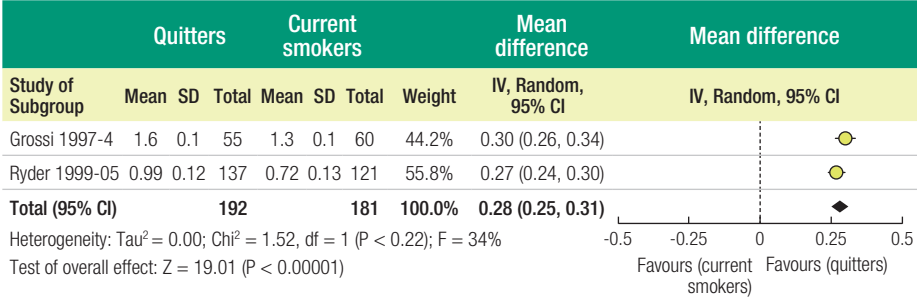 Quitters Current smokers Mean difference Mean difference
Study of Subgroup Mean SD Total Mean SD Total Weight IV, Random, 95% CI IV, Random, 95% CI
Grossi 1997-4 1.6 0.1 55 1.3 0.1 60 44.2% 0.30 (0.26, 0.34)
Ryder 1999-05 0.99 0.12 137 0.72 0.13 121 55.8% 0.27 (0.24, 0.30)
Total (95% CI) 192 181 100.0% 0.28 (0.25, 0.31)
Heterogeneity: Tau² = 0.00; Chi² = 1.52, df = 1 (P < 0.22); F = 34%
Test of overall effect: Z = 19.01 (P < 0.00001)
-0.5 -0.25 0 0.25 0.5
Favours (current smokers) Favours (quitters)